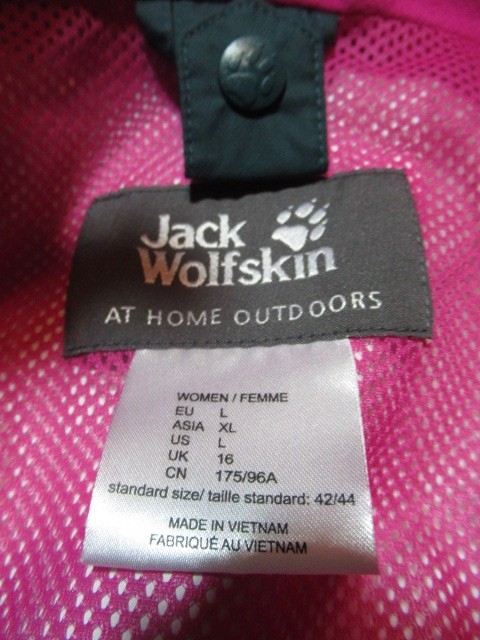 Jack
Wolfskin
AT HOME OUTDOORS
WOMEN / FEMME
EU L
ASIA XL
US L
UK 16
CN 175/96A
standard size/ taille standard: 42/44
MADE IN VIETNAM
FABRIQUÉ AU VIETNAM